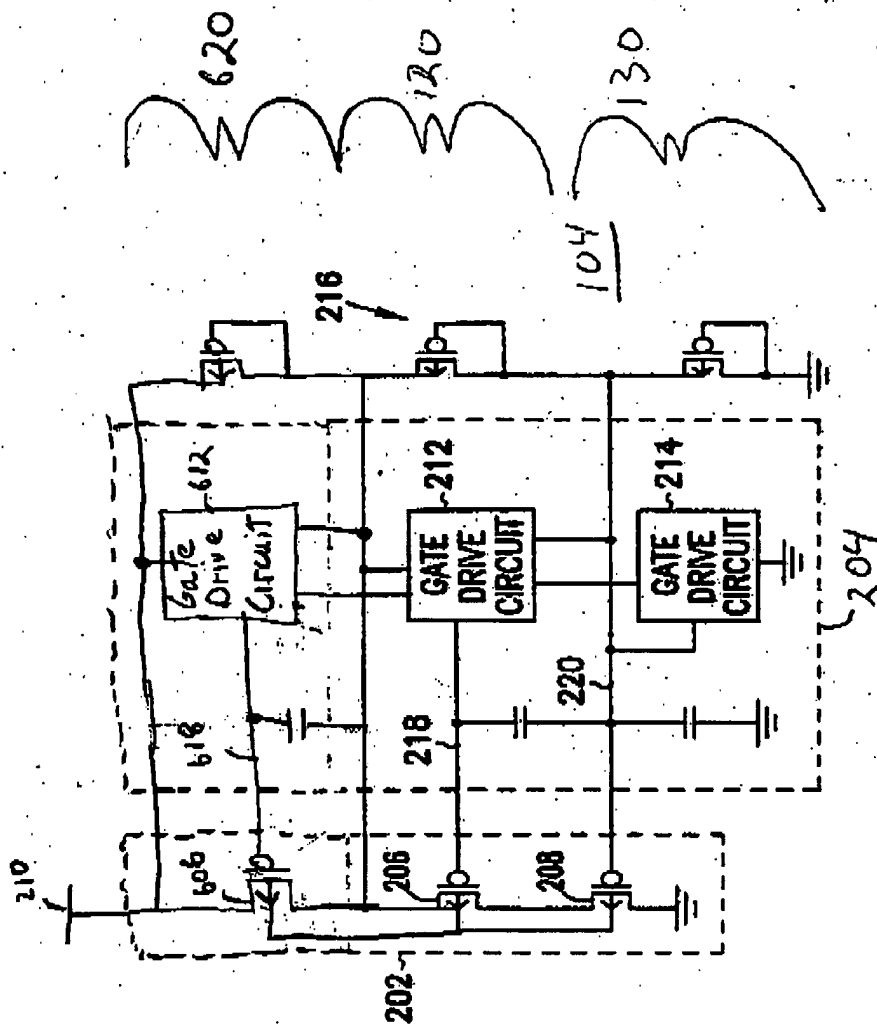 210
620
120
130
104
216
612
Gate
Drive
Circuit
618
606
212
GATE
DRIVE
CIRCUIT
218
206
214
GATE
DRIVE
CIRCUIT
220
208
202
204